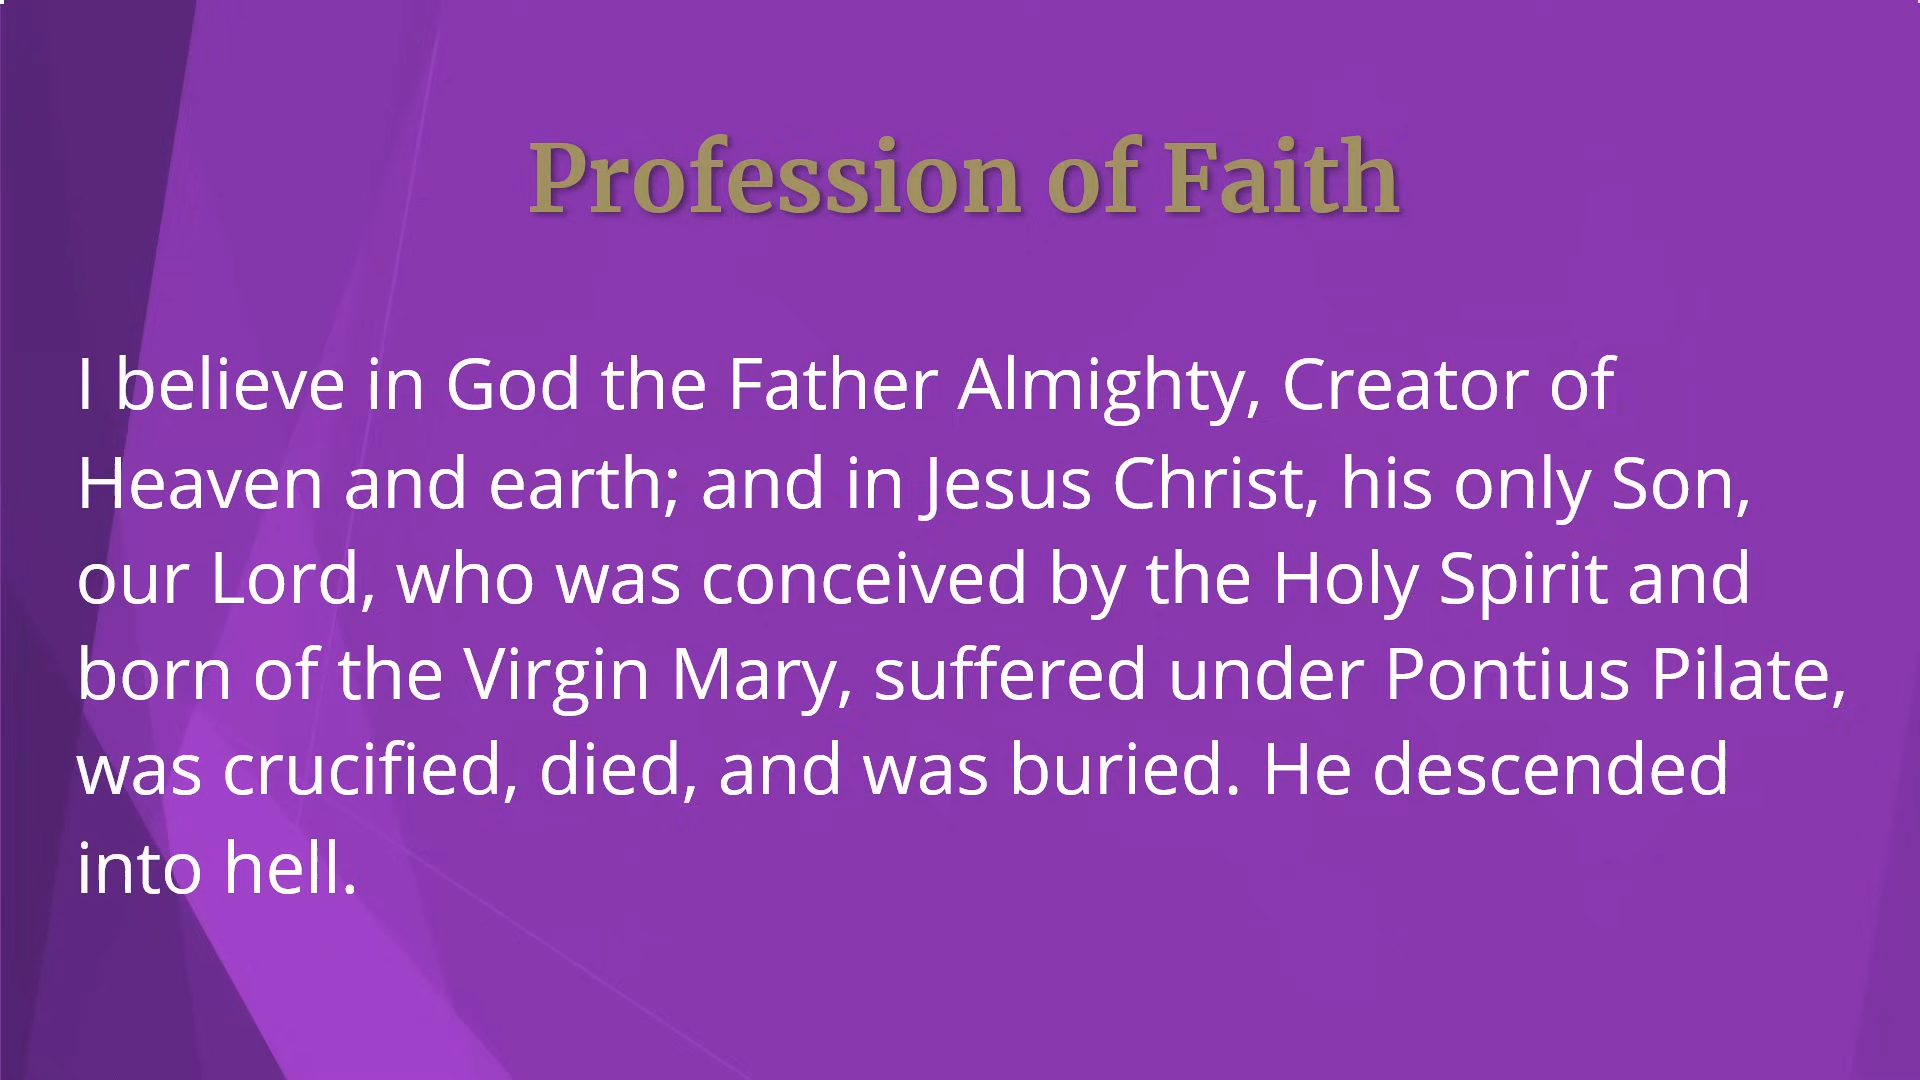 Profession of Faith
I believe in God the Father Almighty, Creator of
Heaven and earth; and in Jesus Christ, his only Son,
our Lord, who was conceived by the Holy Spirit and
born of the Virgin Mary, suffered under Pontius Pilate,
was crucified, died, and was buried. He descended
into hell.